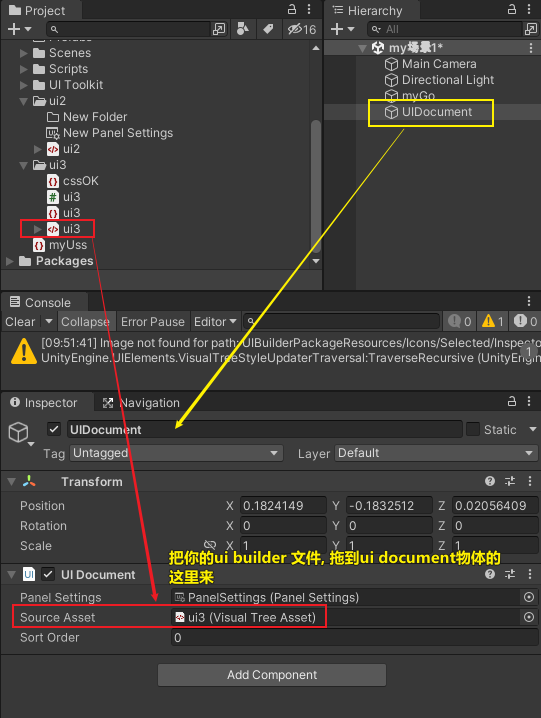 Project
16
Scenes
Scripts
UI Toolkit
ui2
New Folder
New Panel Settings
ui2
ui3
cssOK
ui3
ui3
ui3
myUss
Packages
Hierarchy
All
my场景1*
Main Camera
Directional Light
myGo
UIDocument
Console
Clear
Collapse
Error Pause
Editor
0
1
0
[09:51:41] Image not found for path: UIBuilderPackageResources/Icons/Selected/Inspecto
UnityEngine.UIElements.VisualTreeStyleUpdaterTraversal:TraverseRecursive (UnityEngin
1
Inspector
Navigation
UIDocument
Static
Tag Untagged
Layer Default
Transform
Position X 0.1824149 Y -0.1832512 Z 0.02056409
Rotation X 0 Y 0 Z 0
Scale X 1 Y 1 Z 1
把你的ui builder 文件, 拖到ui document物体的
这里来
UI Document
Panel Settings PanelSettings (Panel Settings)
Source Asset ui3 (Visual Tree Asset)
Sort Order 0
Add Component